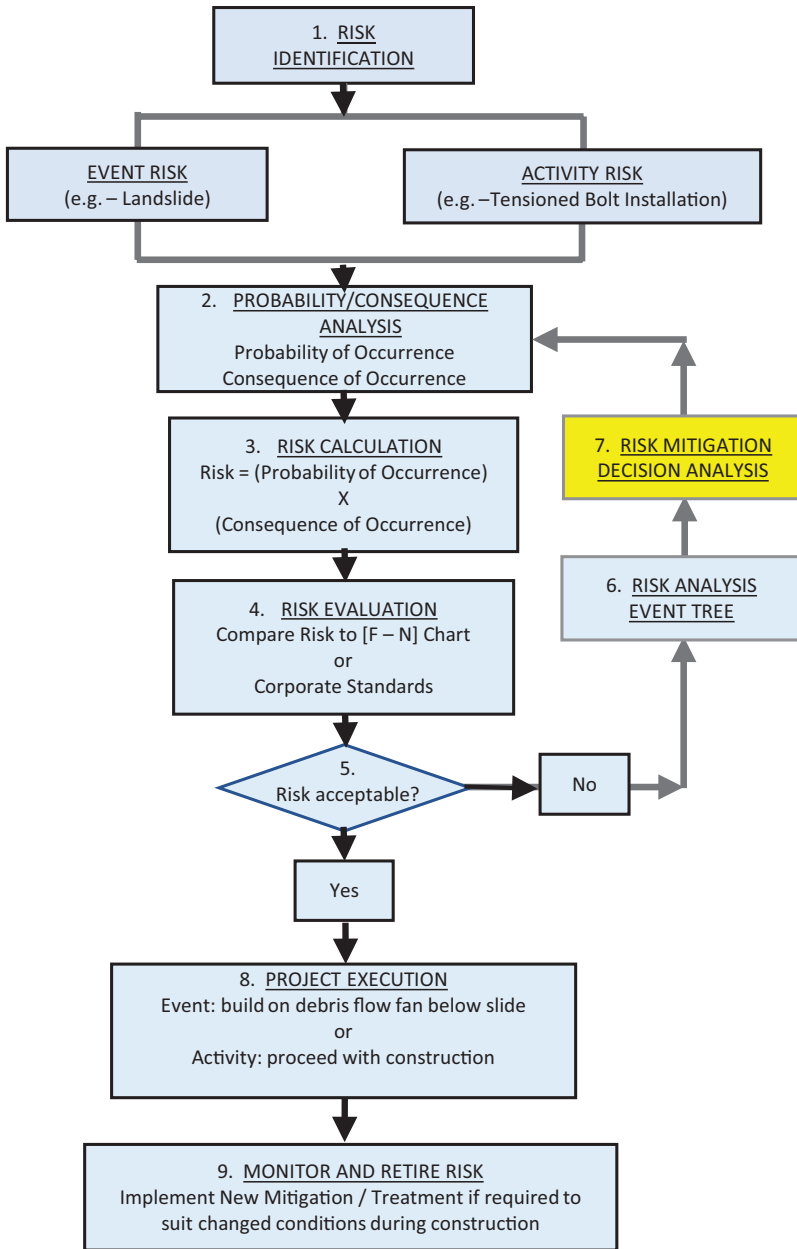 1. RISK
IDENTIFICATION
EVENT RISK
(e.g. – Landslide)
ACTIVITY RISK
(e.g. –Tensioned Bolt Installation)
2. PROBABILITY/CONSEQUENCE
ANALYSIS
Probability of Occurrence
Consequence of Occurrence
3. RISK CALCULATION
Risk = (Probability of Occurrence)
X
(Consequence of Occurrence)
7. RISK MITIGATION
DECISION ANALYSIS
6. RISK ANALYSIS
EVENT TREE
4. RISK EVALUATION
Compare Risk to [F – N] Chart
or
Corporate Standards
5.
Risk acceptable?
No
Yes
8. PROJECT EXECUTION
Event: build on debris flow fan below slide
or
Activity: proceed with construction
9. MONITOR AND RETIRE RISK
Implement New Mitigation / Treatment if required to
suit changed conditions during construction